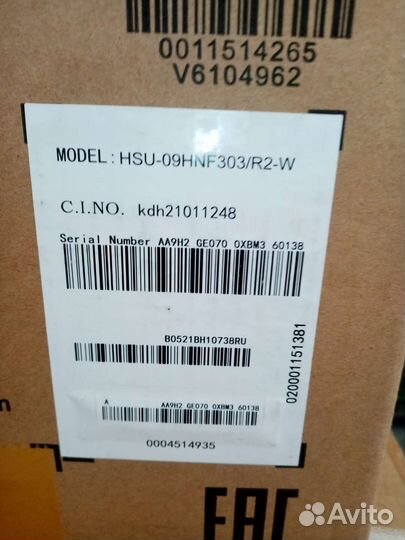 0011514265
V6104962
MODEL: HSU-09HNF303/R2-W
C.I.NO. kdh21011248
Serial Number AA9H2 GE070 0XBM3 60138
B0521BH10738RU
020001151381
A AA9H2 GE070 0XBM3 60138
0004514935
n
EAC
Avito